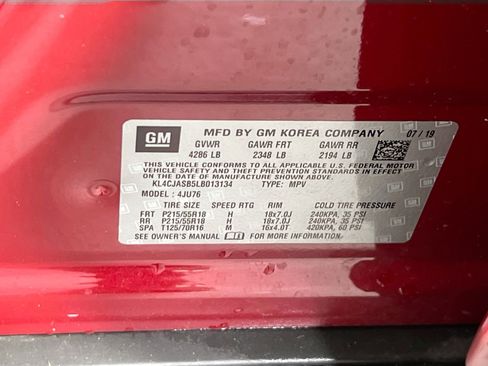 GM MFD BY GM KOREA COMPANY 07 / 19
GVWR GAWR FRT GAWR RR
4286 LB 2348 LB 2194 LB
THIS VEHICLE CONFORMS TO ALL APPLICABLE U.S. FEDERAL MOTOR
VEHICLE SAFETY, BUMPER, AND THEFT PREVENTION STANDARDS IN
EFFECT ON THE DATE OF MANUFACTURE SHOWN ABOVE.
KL4CJASB5LB013134 TYPE: MPV
MODEL : 4JU76
TIRE SIZE SPEED RTG RIM COLD TIRE PRESSURE
FRT P215/55R18 H 18x7.0J 240KPA, 35 PSI
RR P215/55R18 H 18x7.0J 240KPA, 35 PSI
SPA T125/70R16 M 16x4.0T 420KPA, 60 PSI
SEE OWNER'S MANUAL FOR MORE INFORMATION.